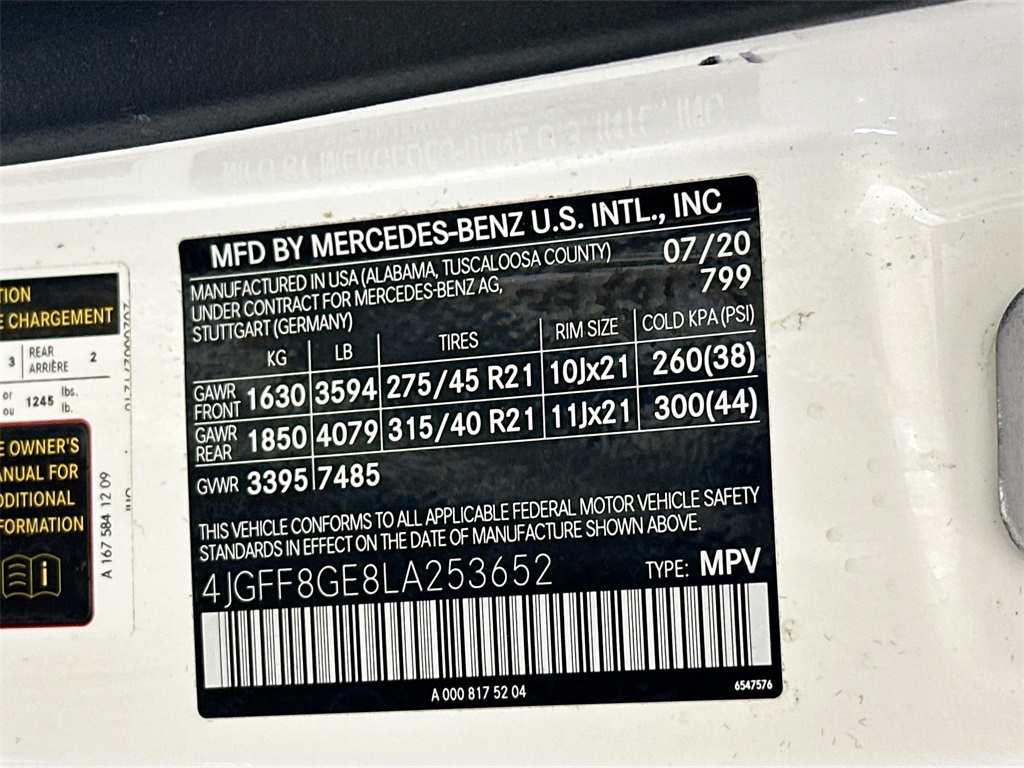 MFD BY MERCEDES-BENZ U.S. INTL., INC
MANUFACTURED IN USA (ALABAMA, TUSCALOOSA COUNTY) 07/20
UNDER CONTRACT FOR MERCEDES-BENZ AG, 799
STUTTGART (GERMANY)
KG LB TIRES RIM SIZE COLD KPA(PSI)
GAWR FRONT 1630 3594 275/45 R21 10Jx21 260(38)
GAWR REAR 1850 4079 315/40 R21 11Jx21 300(44)
GVWR 3395 7485
THIS VEHICLE CONFORMS TO ALL APPLICABLE FEDERAL MOTOR VEHICLE SAFETY
STANDARDS IN EFFECT ON THE DATE OF MANUFACTURE SHOWN ABOVE.
4JGFF8GE8LA253652 TYPE: MPV
A 000 817 52 04 6547576
TION
E CHARGEMENT
3 REAR ARRIÈRE 2
or ou 1245 lbs. lb.
E OWNER'S
ANUAL FOR
DDITIONAL
FORMATION
i
A 167 584 12 09